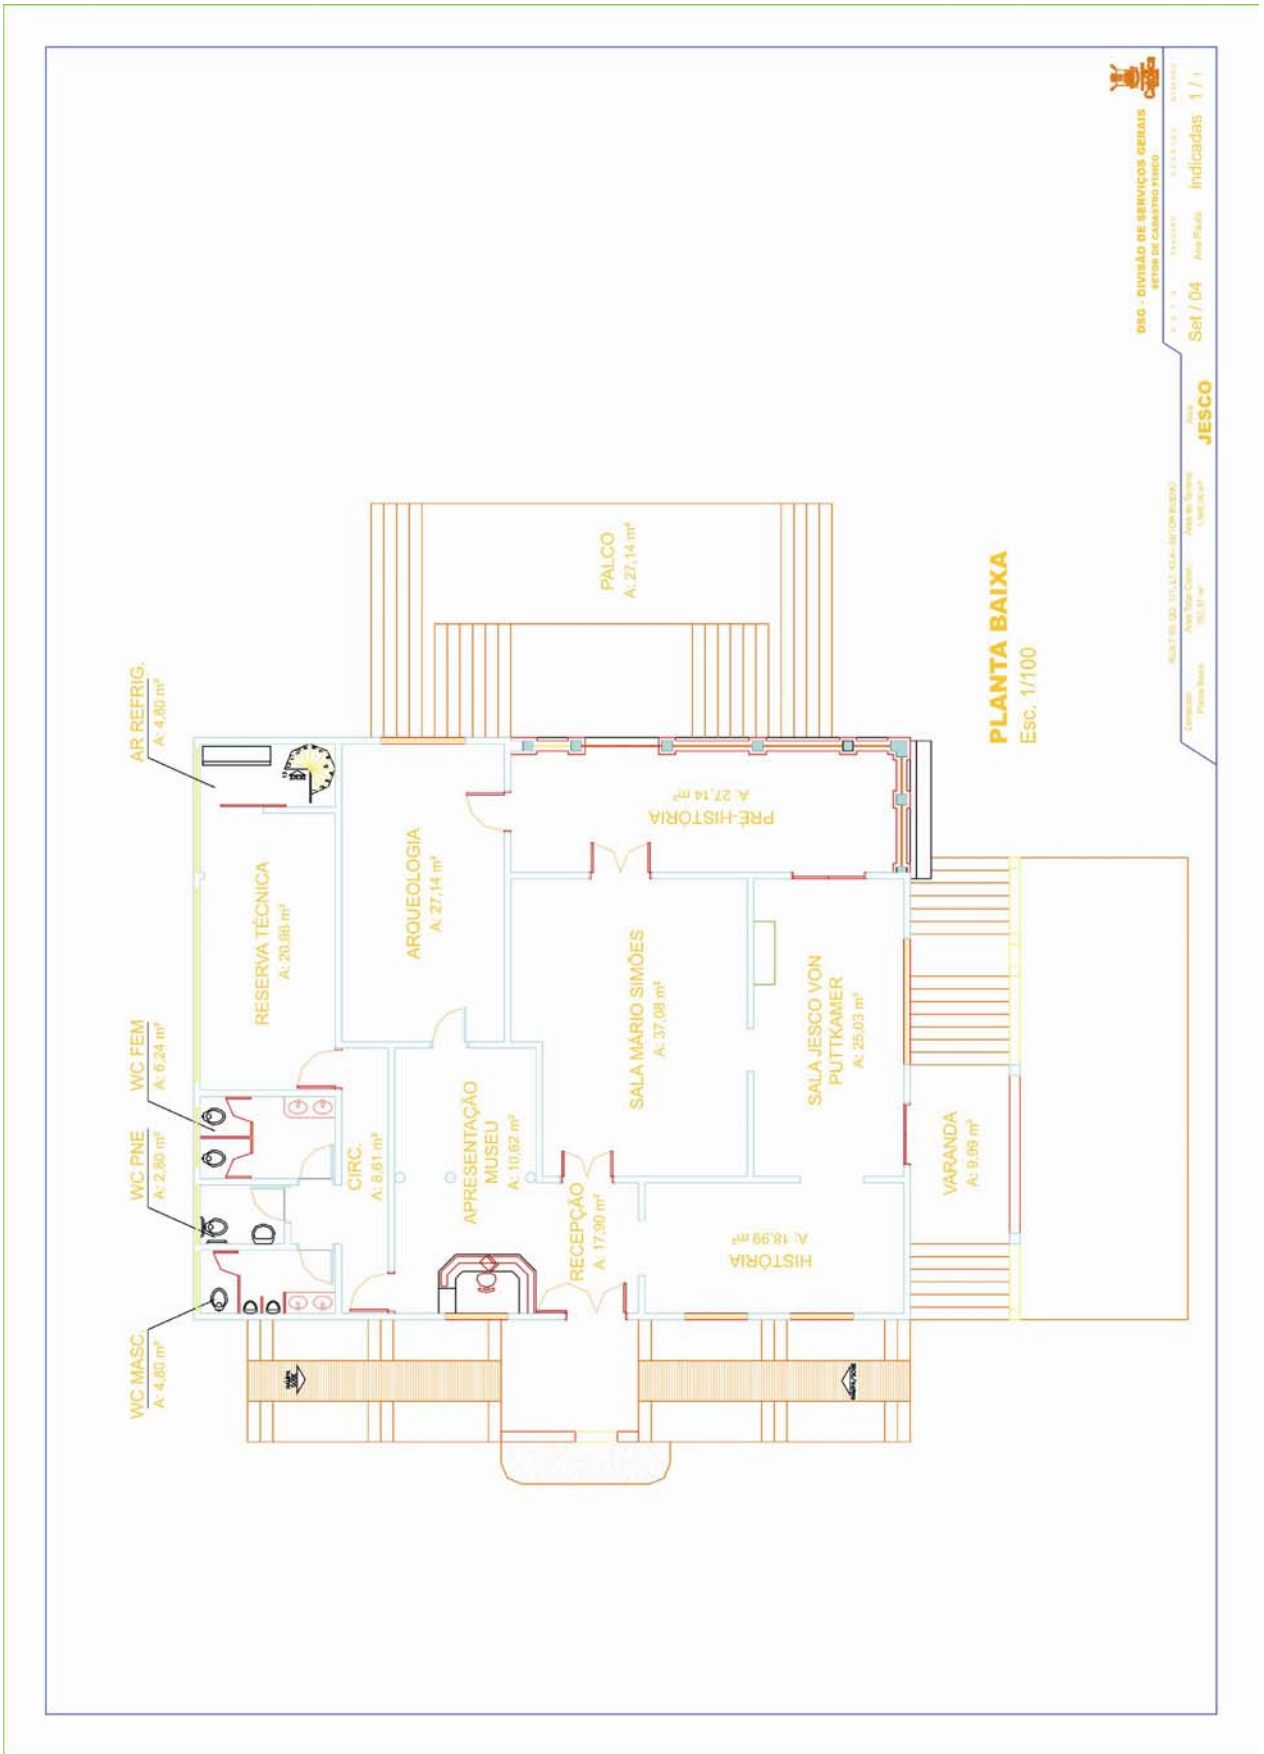 AR REFRIG.
A: 4,80 m²
WC FEM
A: 6,24 m²
WC PNE
A: 2,80 m²
WC MASC.
A: 4,80 m²
RESERVA TÉCNICA
A: 20,96 m²
ARQUEOLOGIA
A: 27,14 m²
CIRC.
A: 8,61 m²
APRESENTAÇÃO
MUSEU
A: 10,62 m²
RECEPÇÃO
A: 17,90 m²
SALA MÁRIO SIMÕES
A: 37,08 m²
PRÉ-HISTÓRIA
A: 27,14 m²
SALA JESCO VON
PUTTKAMER
A: 25,03 m²
HISTÓRIA
A: 18,99 m²
VARANDA
A: 9,99 m²
PALCO
A: 27,14 m²
PLANTA BAIXA
Esc. 1/100
DSG - DIVISÃO DE SERVIÇOS GERAIS
SETOR DE CADASTRO FÍSICO
Set / 04 Ana Paula Indicadas 1 /
Planta Baixa
JESCO